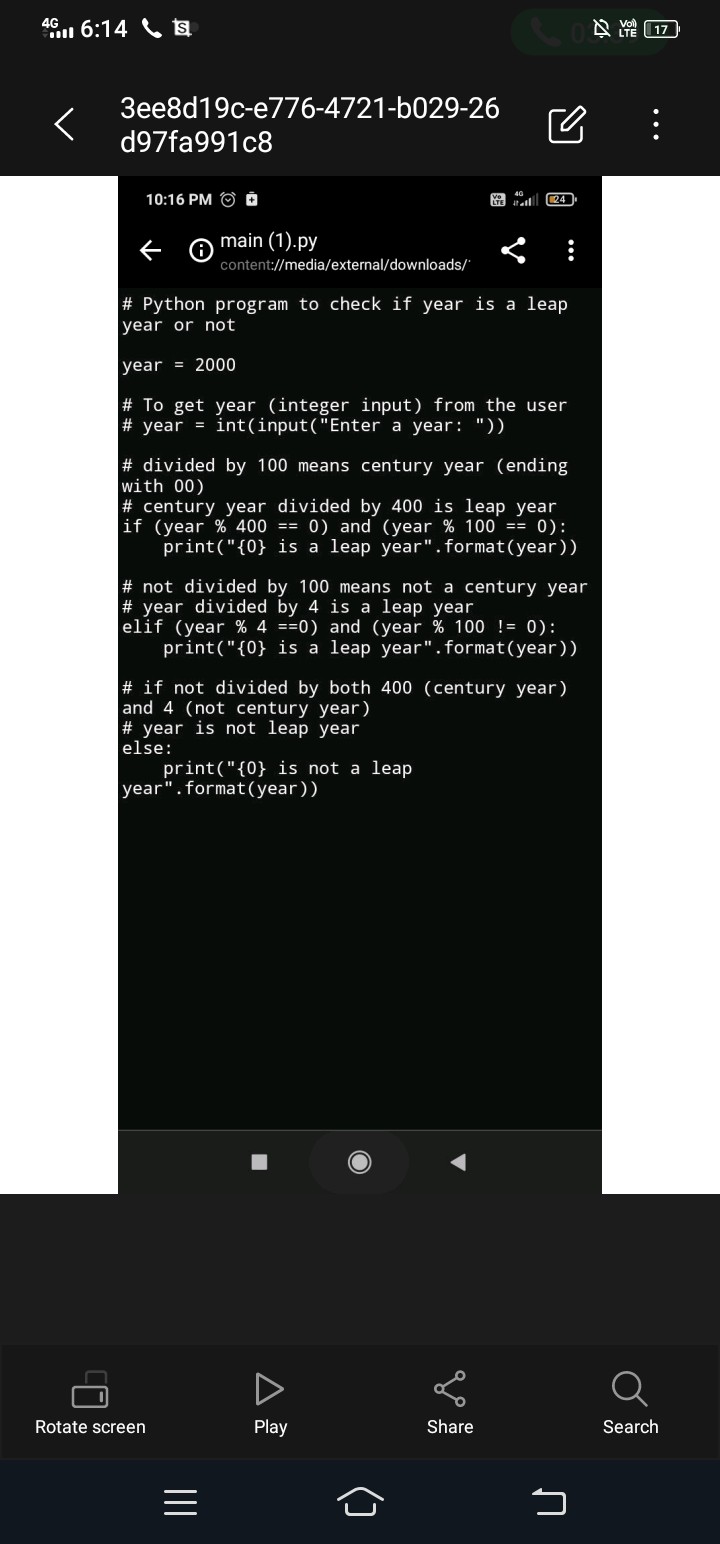 4G 6:14 VoLTE 17
3ee8d19c-e776-4721-b029-26
d97fa991c8
10:16 PM VoLTE 4G 24
main (1).py
content://media/external/downloads/
# Python program to check if year is a leap
year or not
year = 2000
# To get year (integer input) from the user
# year = int(input("Enter a year: "))
# divided by 100 means century year (ending
with 00)
# century year divided by 400 is leap year
if (year % 400 == 0) and (year % 100 == 0):
    print("{0} is a leap year".format(year))
# not divided by 100 means not a century year
# year divided by 4 is a leap year
elif (year % 4 ==0) and (year % 100 != 0):
    print("{0} is a leap year".format(year))
# if not divided by both 400 (century year)
and 4 (not century year)
# year is not leap year
else:
    print("{0} is not a leap
year".format(year))
Rotate screen Play Share Search